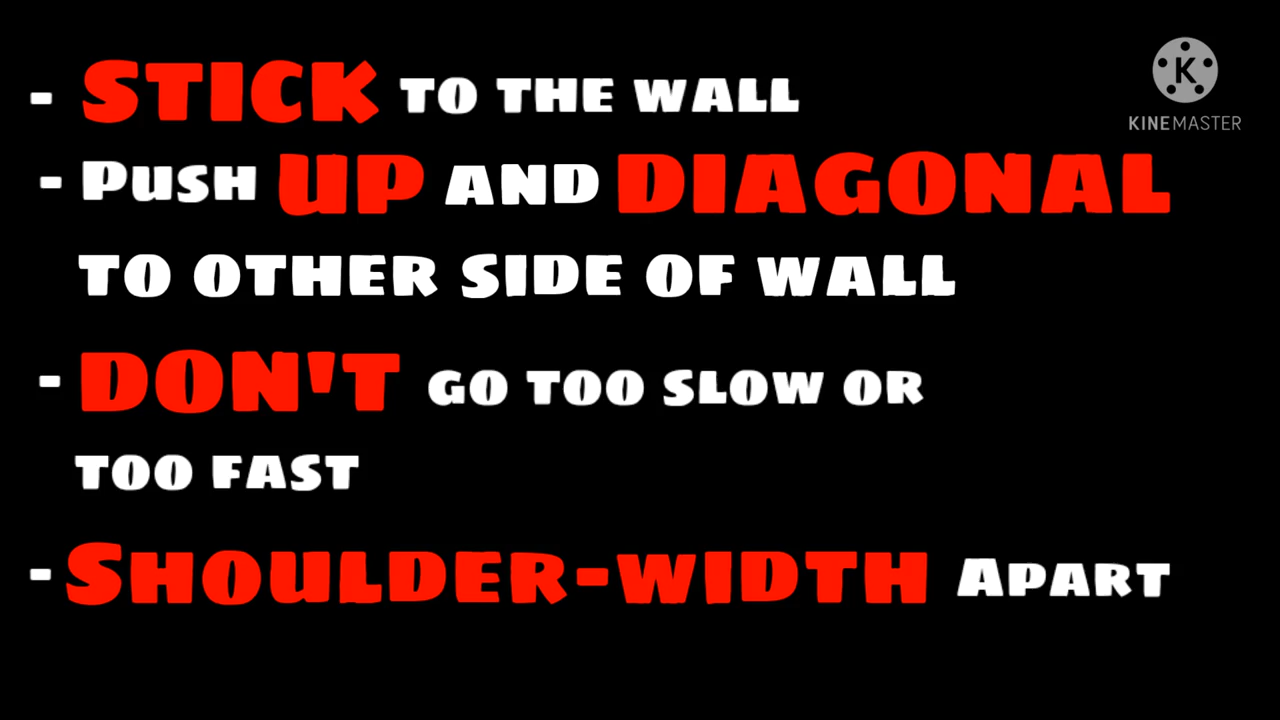 - STICK TO THE WALL
- PUSH UP AND DIAGONAL
TO OTHER SIDE OF WALL
- DON'T GO TOO SLOW OR
TOO FAST
- SHOULDER-WIDTH APART
K
KINEMASTER